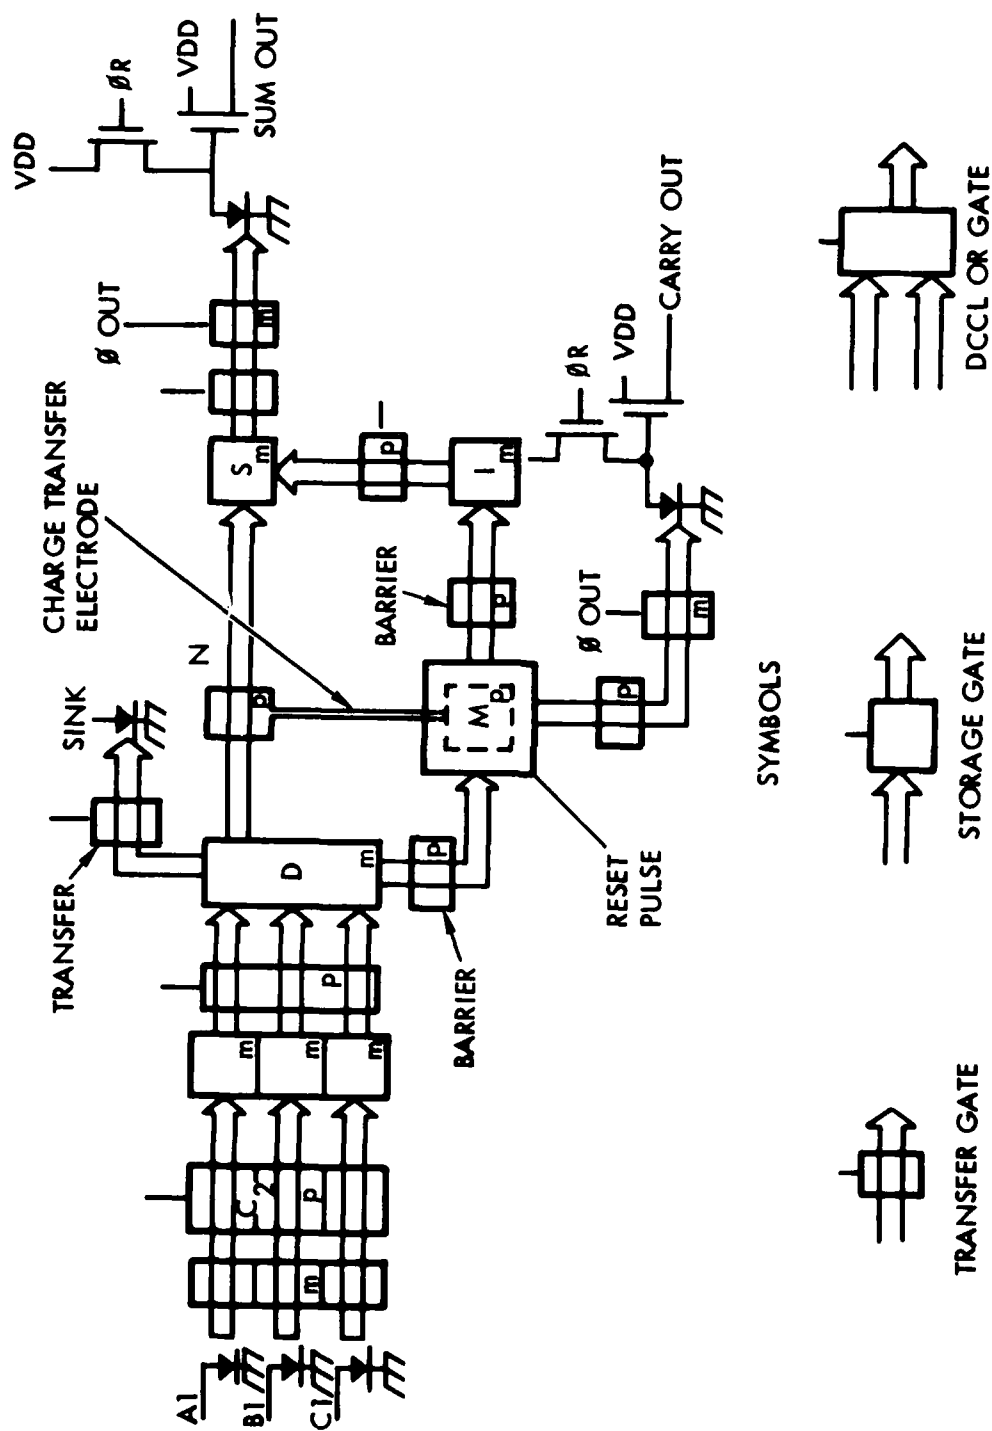 VDD
ØR
VDD
SUM OUT
Ø OUT
m
S
m
CHARGE TRANSFER
ELECTRODE
N
p
SINK
TRANSFER
D
m
p
m
m
m
C2
p
m
A1
B1
C1
p
I
m
BARRIER
p
M
p
p
BARRIER
RESET
PULSE
p
Ø OUT
m
ØR
VDD
CARRY OUT
SYMBOLS
TRANSFER GATE
STORAGE GATE
DCCL OR GATE